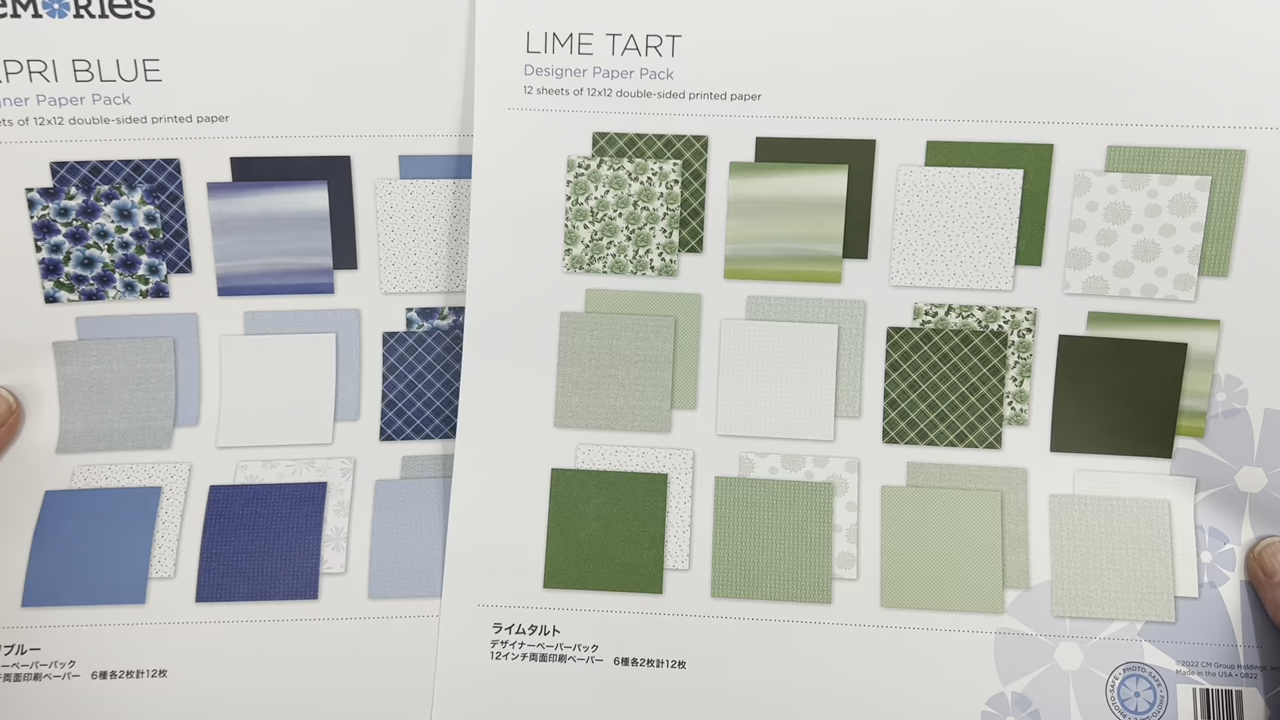 LIME TART
Designer Paper Pack
12 sheets of 12x12 double-sided printed paper
BLUE
Paper Pack
of 12x12 double-sided printed paper
ライムタルト
デザイナーペーパーパック
12インチ両面印刷ペーパー 6種各2枚計12枚
ブルー
ーペーパーパック
チ両面印刷ペーパー 6種各2枚計12枚
©2022 CM Group Holdings,
Made in the USA • 0822
PHOTO-SAFE • PHOTO-SAFE